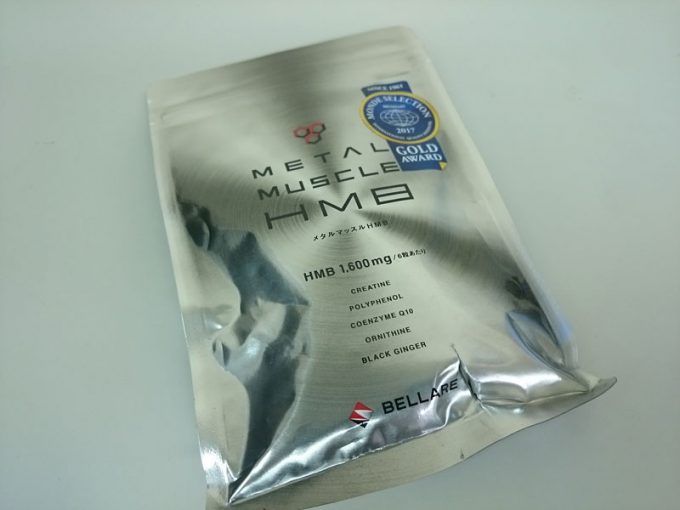 SINCE 1961
MONDE SELECTION
2017
GOLD
AWARD
METAL
MUSCLE
HMB
メタルマッスルHMB
HMB 1,600mg/6粒あたり
CREATINE
POLYPHENOL
COENZYME Q10
ORNITHINE
BLACK GINGER
BELLARE